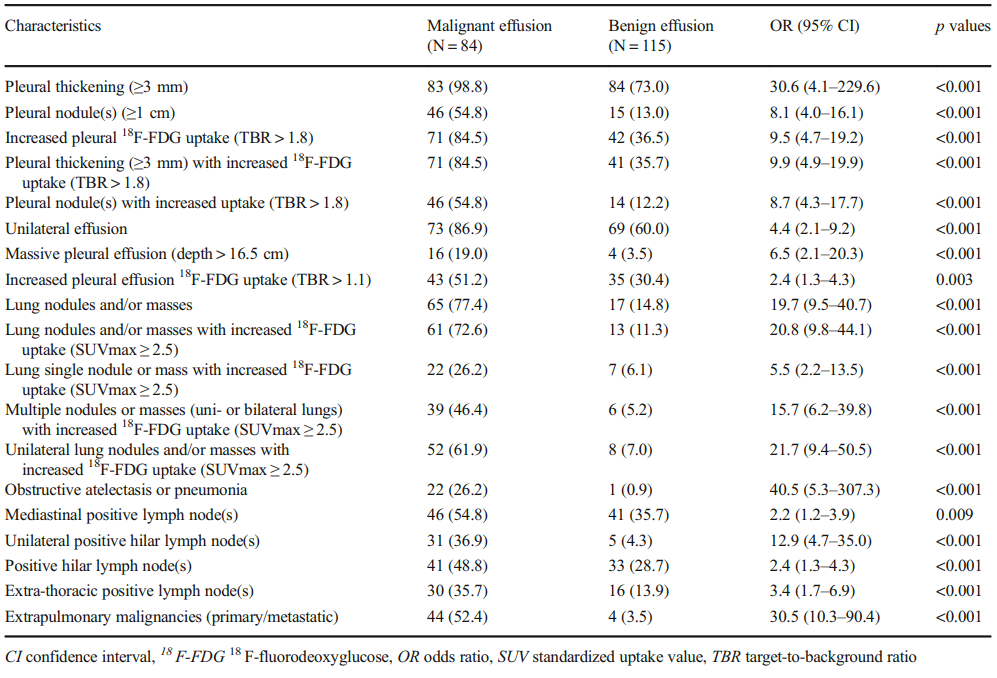 Characteristics Malignant effusion Benign effusion OR (95% CI) p values
(N = 84) (N = 115)
Pleural thickening (≥3 mm) 83 (98.8) 84 (73.0) 30.6 (4.1–229.6) <0.001
Pleural nodule(s) (≥1 cm) 46 (54.8) 15 (13.0) 8.1 (4.0–16.1) <0.001
Increased pleural 18F-FDG uptake (TBR > 1.8) 71 (84.5) 42 (36.5) 9.5 (4.7–19.2) <0.001
Pleural thickening (≥3 mm) with increased 18F-FDG 71 (84.5) 41 (35.7) 9.9 (4.9–19.9) <0.001
uptake (TBR > 1.8)
Pleural nodule(s) with increased uptake (TBR > 1.8) 46 (54.8) 14 (12.2) 8.7 (4.3–17.7) <0.001
Unilateral effusion 73 (86.9) 69 (60.0) 4.4 (2.1–9.2) <0.001
Massive pleural effusion (depth > 16.5 cm) 16 (19.0) 4 (3.5) 6.5 (2.1–20.3) <0.001
Increased pleural effusion 18F-FDG uptake (TBR > 1.1) 43 (51.2) 35 (30.4) 2.4 (1.3–4.3) 0.003
Lung nodules and/or masses 65 (77.4) 17 (14.8) 19.7 (9.5–40.7) <0.001
Lung nodules and/or masses with increased 18F-FDG 61 (72.6) 13 (11.3) 20.8 (9.8–44.1) <0.001
uptake (SUVmax ≥ 2.5)
Lung single nodule or mass with increased 18F-FDG 22 (26.2) 7 (6.1) 5.5 (2.2–13.5) <0.001
uptake (SUVmax ≥ 2.5)
Multiple nodules or masses (uni- or bilateral lungs) 39 (46.4) 6 (5.2) 15.7 (6.2–39.8) <0.001
with increased 18F-FDG uptake (SUVmax ≥ 2.5)
Unilateral lung nodules and/or masses with 52 (61.9) 8 (7.0) 21.7 (9.4–50.5) <0.001
increased 18F-FDG uptake (SUVmax ≥ 2.5)
Obstructive atelectasis or pneumonia 22 (26.2) 1 (0.9) 40.5 (5.3–307.3) <0.001
Mediastinal positive lymph node(s) 46 (54.8) 41 (35.7) 2.2 (1.2–3.9) 0.009
Unilateral positive hilar lymph node(s) 31 (36.9) 5 (4.3) 12.9 (4.7–35.0) <0.001
Positive hilar lymph node(s) 41 (48.8) 33 (28.7) 2.4 (1.3–4.3) <0.001
Extra-thoracic positive lymph node(s) 30 (35.7) 16 (13.9) 3.4 (1.7–6.9) <0.001
Extrapulmonary malignancies (primary/metastatic) 44 (52.4) 4 (3.5) 30.5 (10.3–90.4) <0.001
CI confidence interval, 18 F-FDG 18 F-fluorodeoxyglucose, OR odds ratio, SUV standardized uptake value, TBR target-to-background ratio